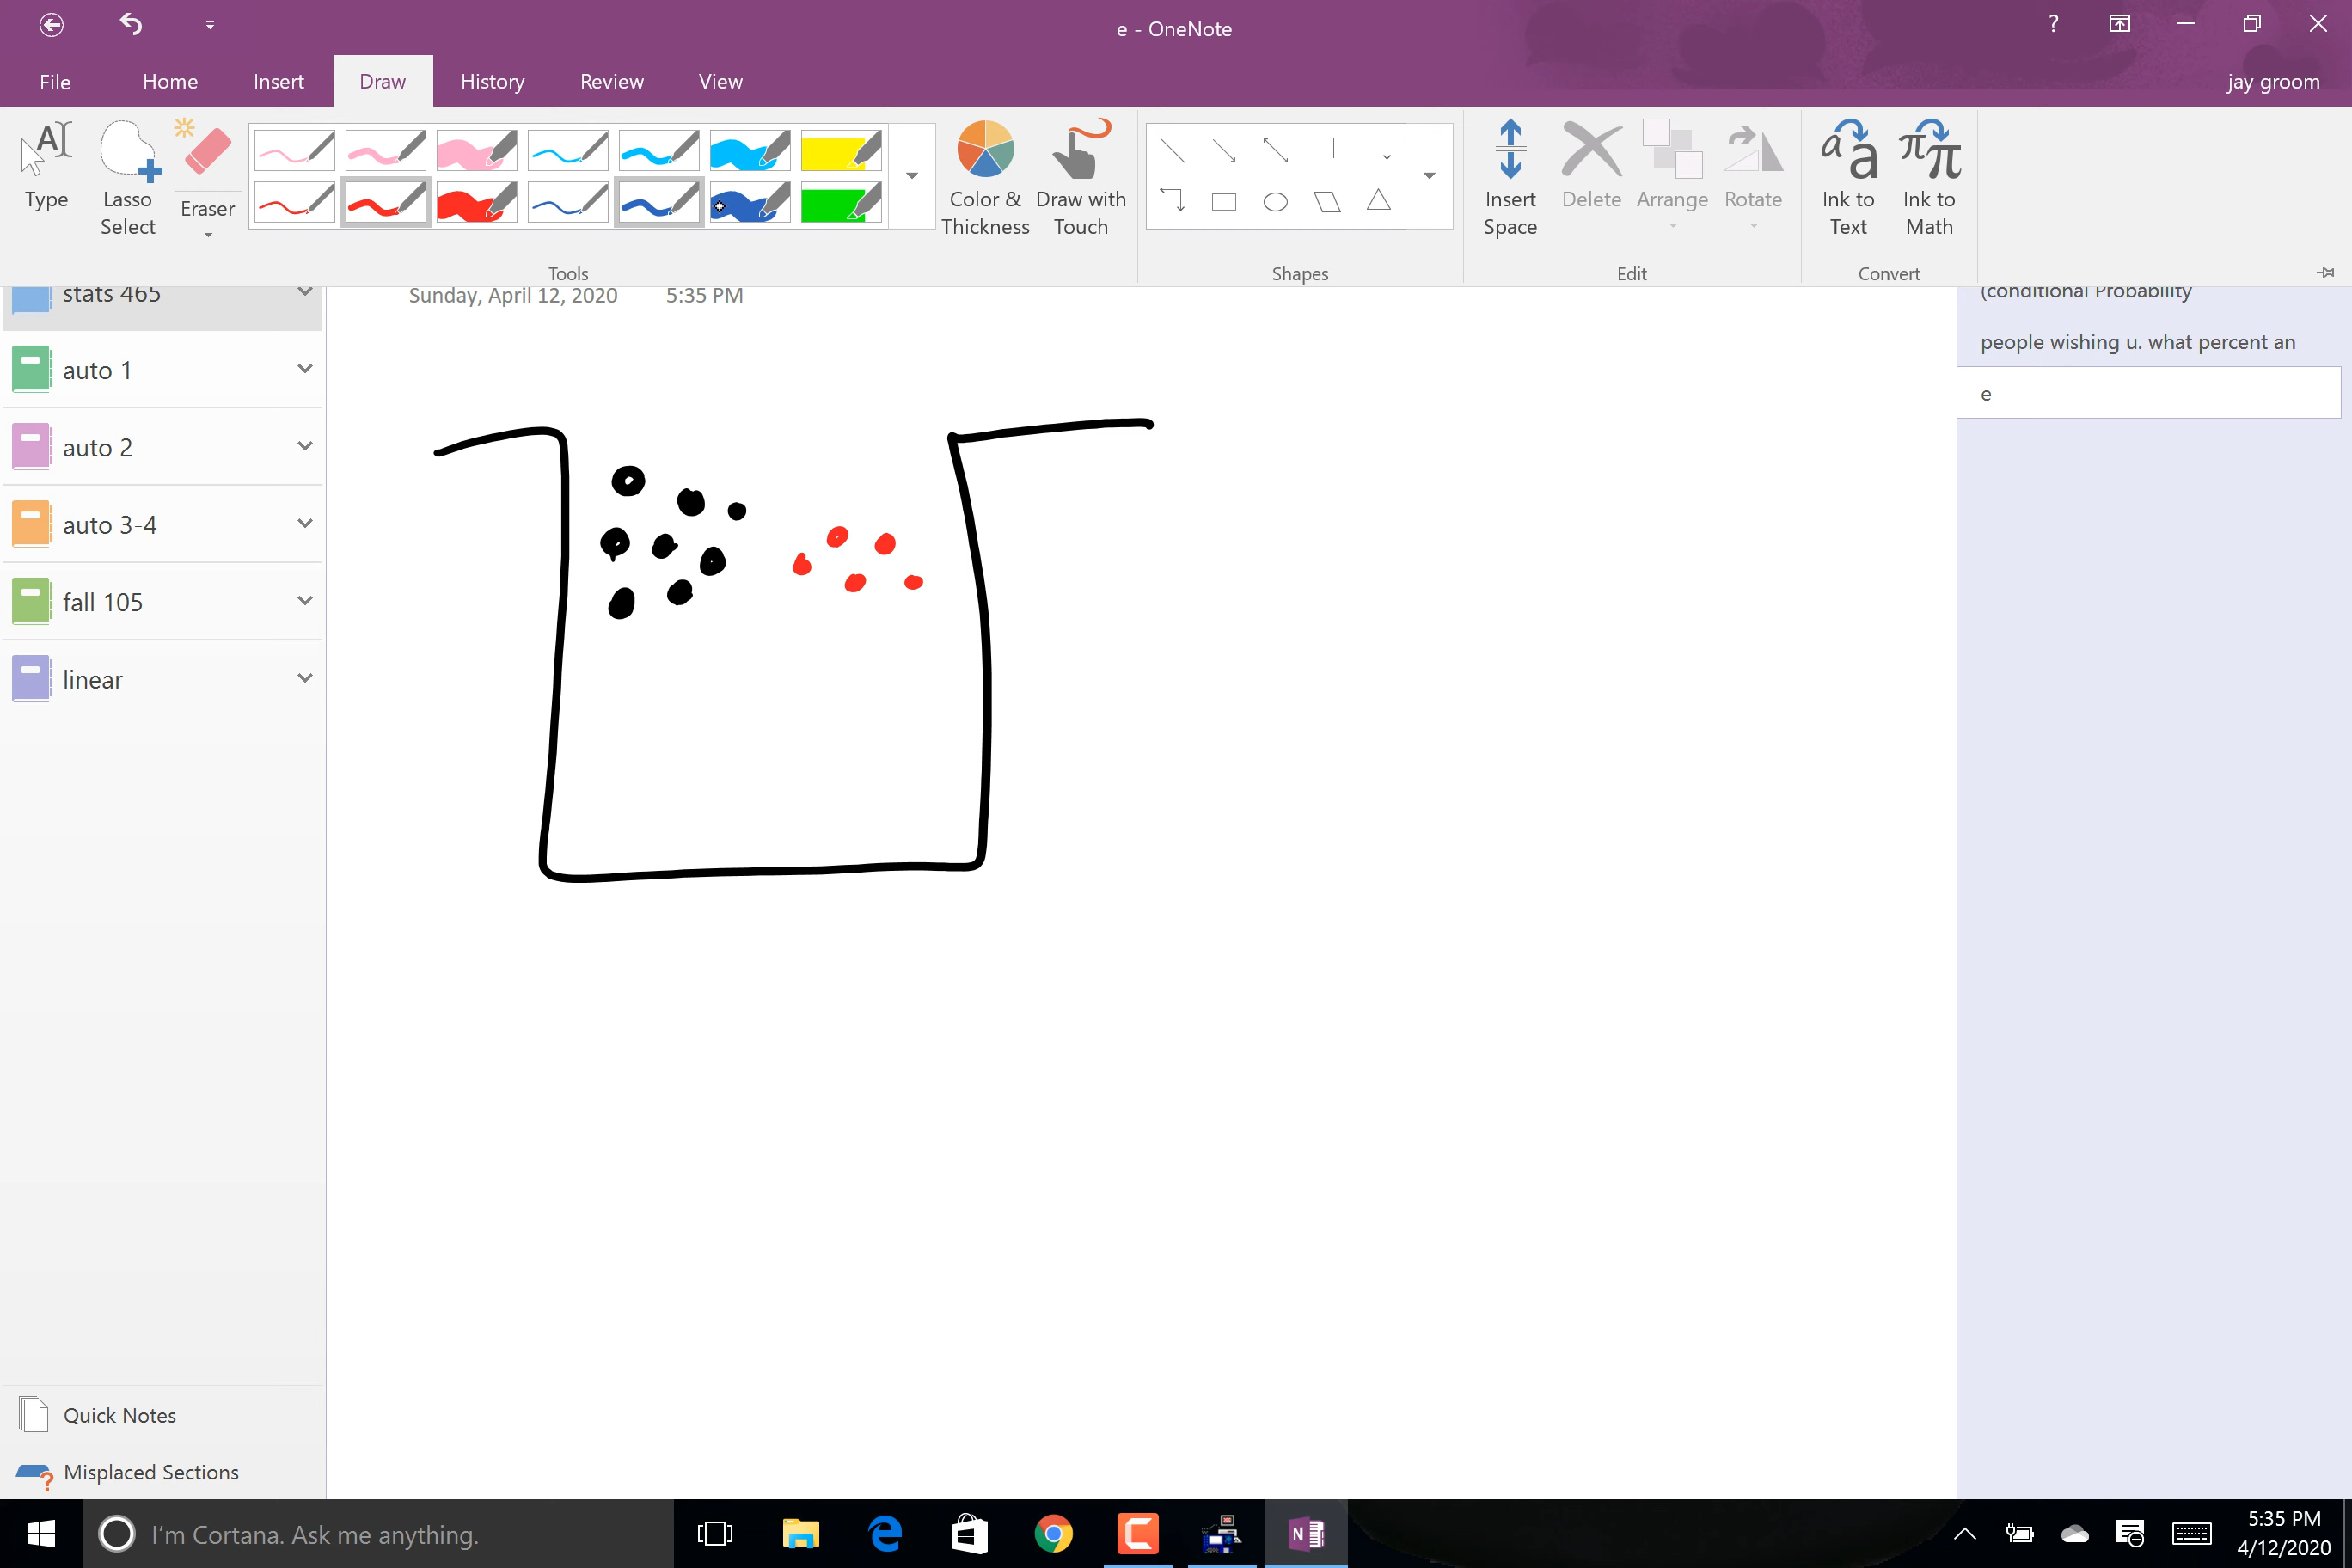 e - OneNote
File Home Insert Draw History Review View jay groom
Type Lasso Select Eraser Color & Thickness Draw with Touch Insert Space Delete Arrange Rotate Ink to Text Ink to Math
Tools Shapes Edit Convert
stats 465
auto 1
auto 2
auto 3-4
fall 105
linear
Quick Notes
Misplaced Sections
Sunday, April 12, 2020 5:35 PM
(conditional Probability
people wishing u. what percent an
e
I'm Cortana. Ask me anything.
5:35 PM
4/12/2020